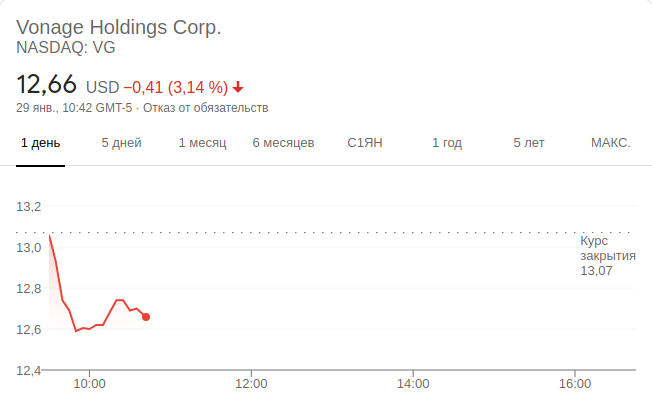 Vonage Holdings Corp.
NASDAQ: VG
12,66 USD −0,41 (3,14 %)
29 янв., 10:42 GMT-5 · Отказ от обязательств
1 день 5 дней 1 месяц 6 месяцев С1ЯН 1 год 5 лет МАКС.
13,2
13,0
12,8
12,6
12,4
Курс
закрытия
13,07
10:00 12:00 14:00 16:00